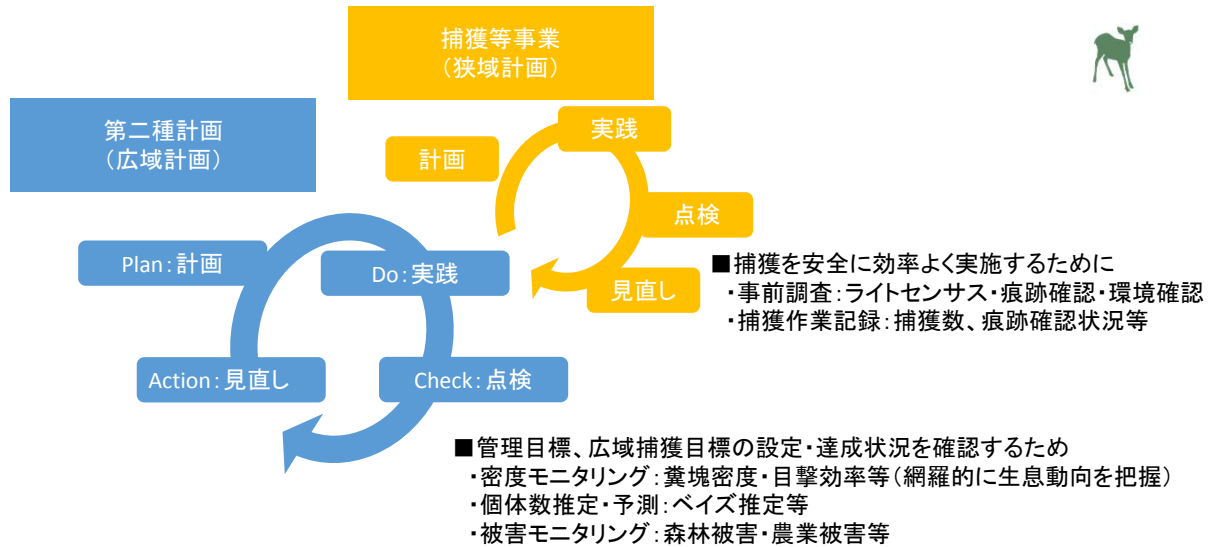 捕獲等事業
（狭域計画）
第二種計画
（広域計画）
計画
実践
点検
見直し
Plan：計画
Do：実践
Check：点検
Action：見直し
■捕獲を安全に効率よく実施するために
・事前調査：ライトセンサス・痕跡確認・環境確認
・捕獲作業記録：捕獲数、痕跡確認状況等
■管理目標、広域捕獲目標の設定・達成状況を確認するため
・密度モニタリング：糞塊密度・目撃効率等（網羅的に生息動向を把握）
・個体数推定・予測：ベイズ推定等
・被害モニタリング：森林被害・農業被害等